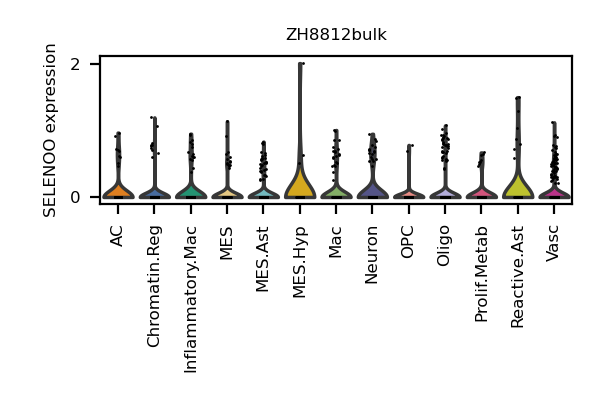 ZH8812bulk
SELENOO expression
2
0
AC
Chromatin.Reg
Inflammatory.Mac
MES
MES.Ast
MES.Hyp
Mac
Neuron
OPC
Oligo
Prolif.Metab
Reactive.Ast
Vasc